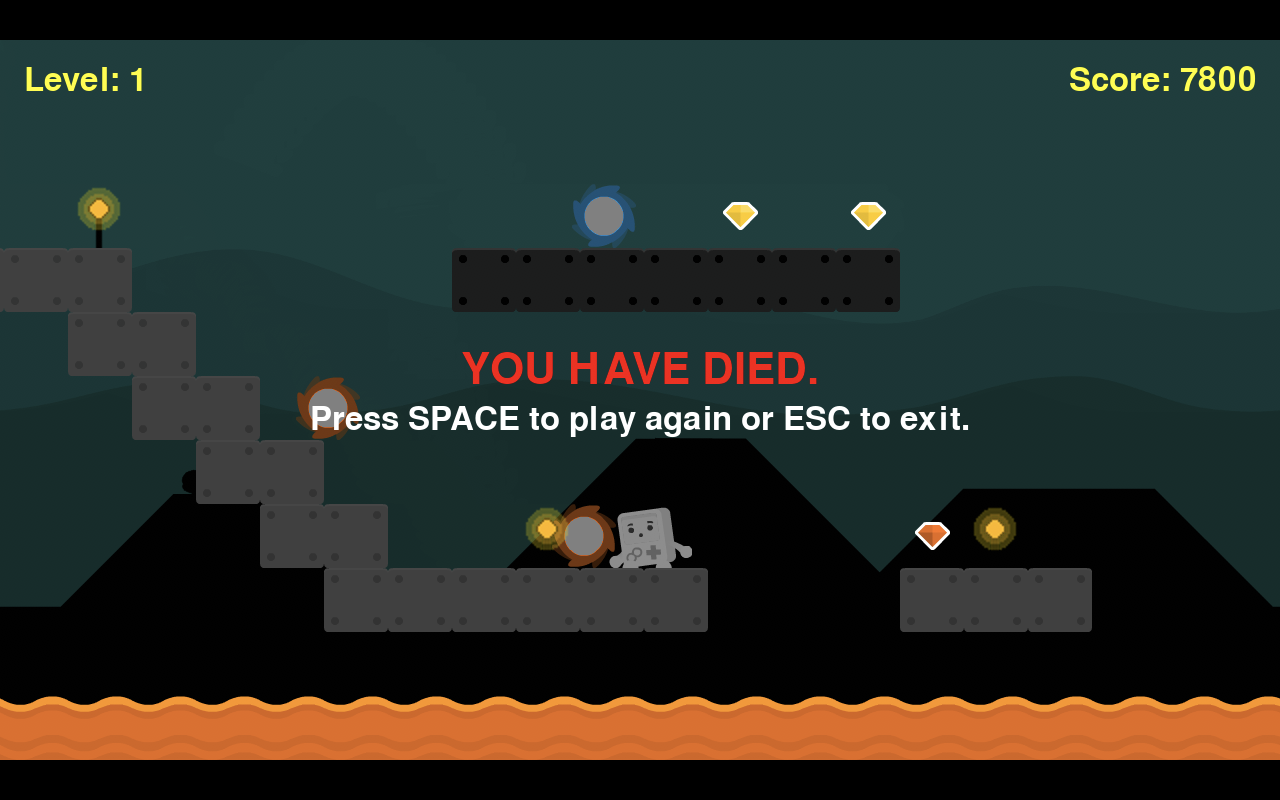 Level: 1
Score: 7800
YOU HAVE DIED.
Press SPACE to play again or ESC to exit.